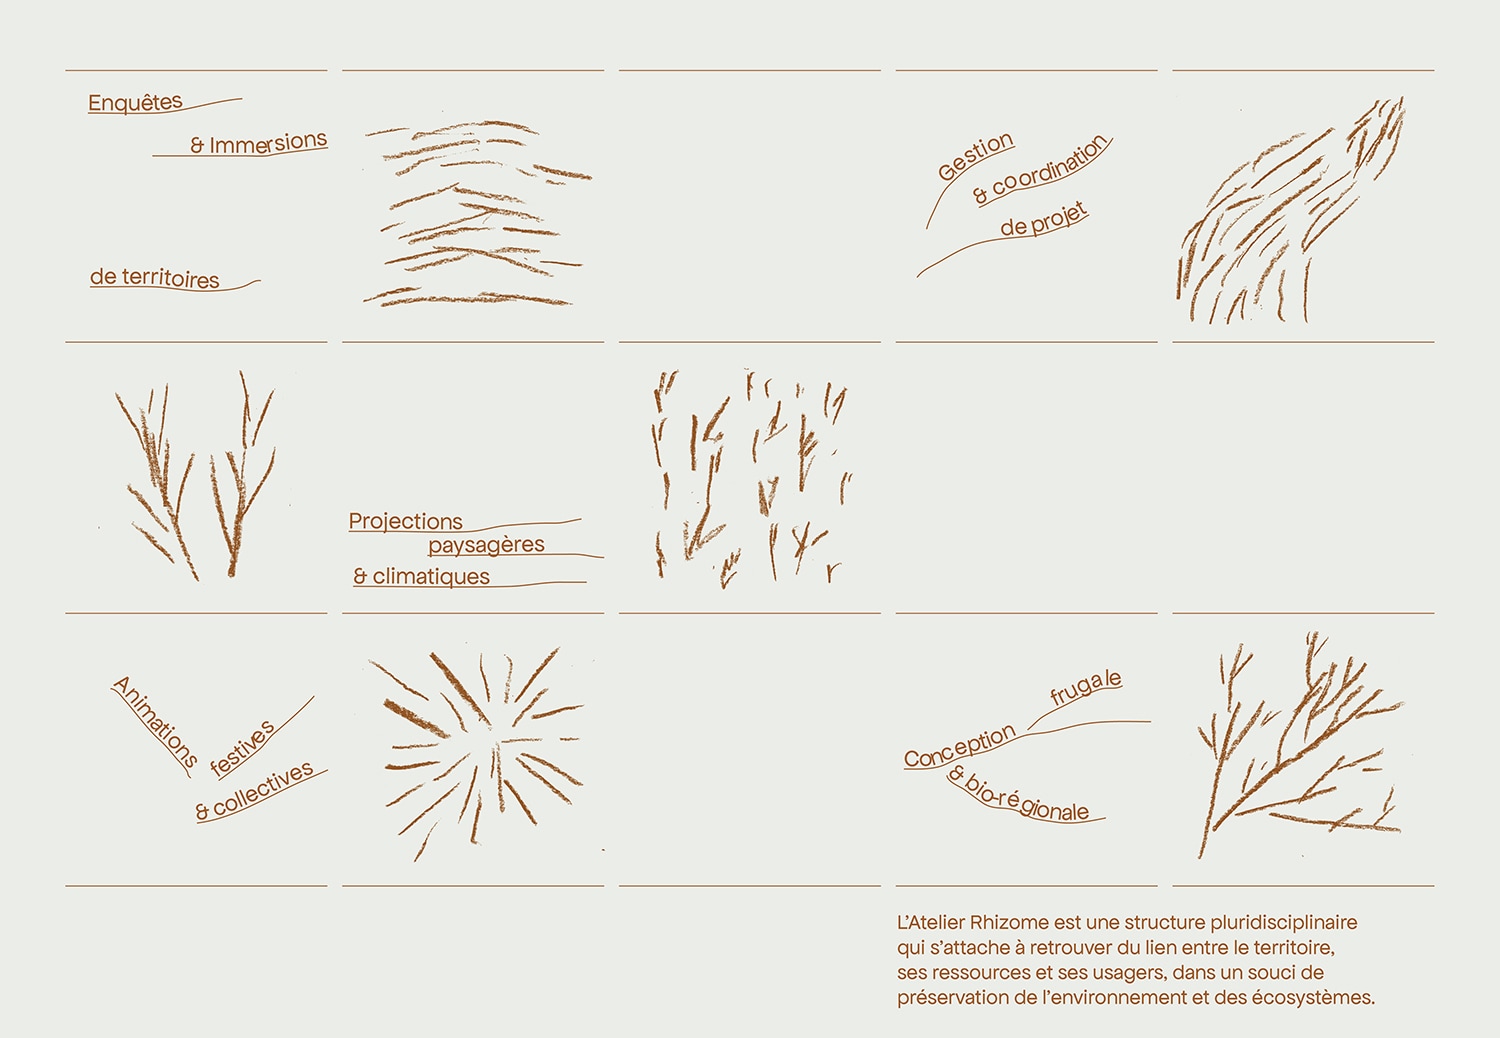 Enquêtes
& Immersions
de territoires
Gestion
& coordination
de projet
Projections
paysagères
& climatiques
Animations
festives
& collectives
Conception
frugale
& bio-régionale
L’Atelier Rhizome est une structure pluridisciplinaire
qui s’attache à retrouver du lien entre le territoire,
ses ressources et ses usagers, dans un souci de
préservation de l’environnement et des écosystèmes.